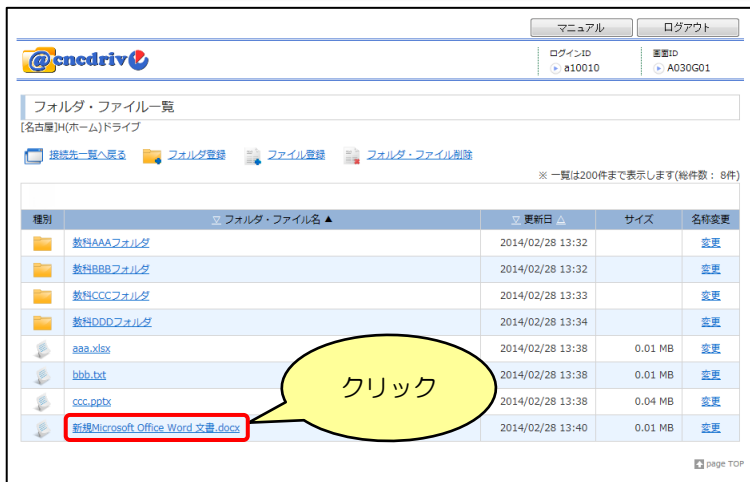 マニュアル ログアウト
@cncdrive
ログインID 画面ID
a10010 A030G01
フォルダ・ファイル一覧
[名古屋]H(ホーム)ドライブ
接続先一覧へ戻る フォルダ登録 ファイル登録 フォルダ・ファイル削除
※ 一覧は200件まで表示します(総件数： 8件)
種別 ▽ フォルダ・ファイル名 ▲ ▽ 更新日 △ サイズ 名称変更
教科AAAフォルダ 2014/02/28 13:32 変更
教科BBBフォルダ 2014/02/28 13:32 変更
教科CCCフォルダ 2014/02/28 13:33 変更
教科DDDフォルダ 2014/02/28 13:34 変更
aaa.xlsx 2014/02/28 13:38 0.01 MB 変更
bbb.txt 2014/02/28 13:38 0.01 MB 変更
ccc.pptx 2014/02/28 13:38 0.04 MB 変更
新規Microsoft Office Word 文書.docx 2014/02/28 13:40 0.01 MB 変更
クリック
page TOP